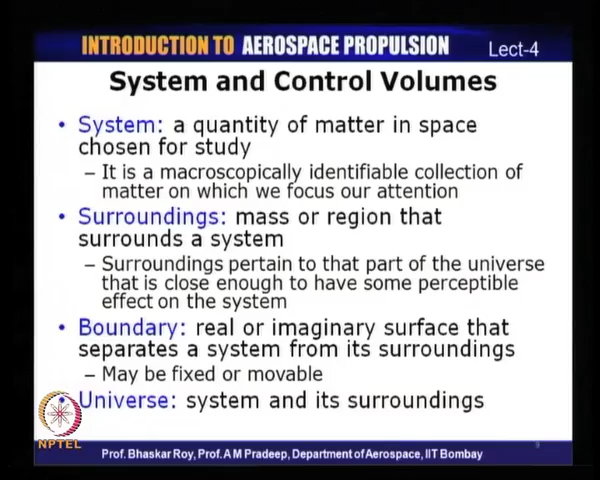 INTRODUCTION TO AEROSPACE PROPULSION
Lect-4
System and Control Volumes
• System: a quantity of matter in space
chosen for study
– It is a macroscopically identifiable collection of
matter on which we focus our attention
• Surroundings: mass or region that
surrounds a system
– Surroundings pertain to that part of the universe
that is close enough to have some perceptible
effect on the system
• Boundary: real or imaginary surface that
separates a system from its surroundings
– May be fixed or movable
• Universe: system and its surroundings
NPTEL
9
Prof. Bhaskar Roy, Prof. A M Pradeep, Department of Aerospace, IIT Bombay